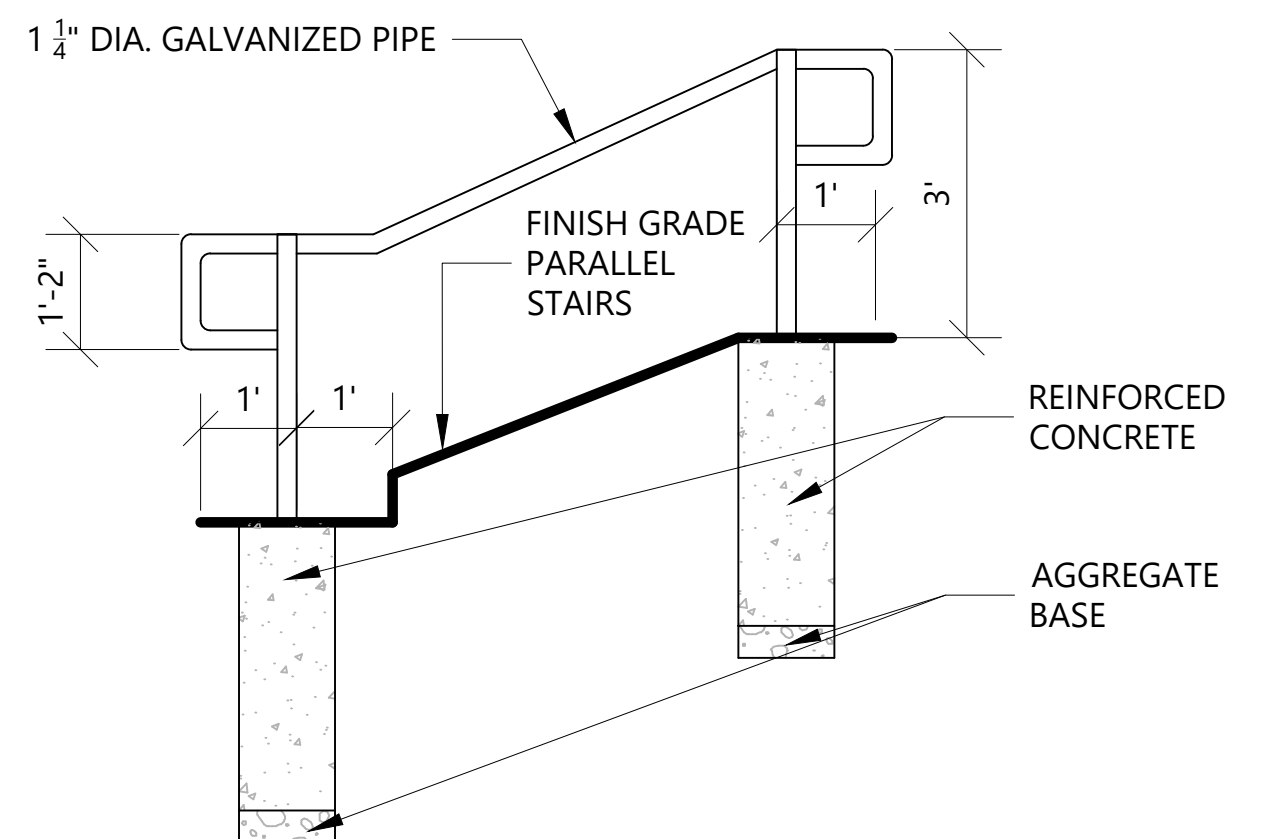 1 1/4" DIA. GALVANIZED PIPE
1'
3'
FINISH GRADE
PARALLEL
STAIRS
1'-2"
1'
1'
REINFORCED
CONCRETE
AGGREGATE
BASE